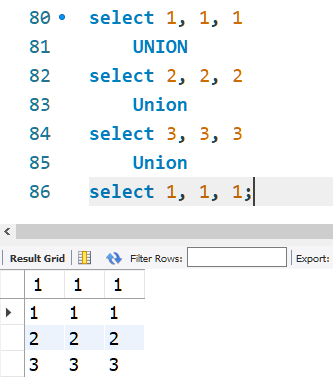 80 select 1, 1, 1
81 UNION
82 select 2, 2, 2
83 Union
84 select 3, 3, 3
85 Union
86 select 1, 1, 1;
Result Grid Filter Rows: Export:
1 1 1
1 1 1
2 2 2
3 3 3